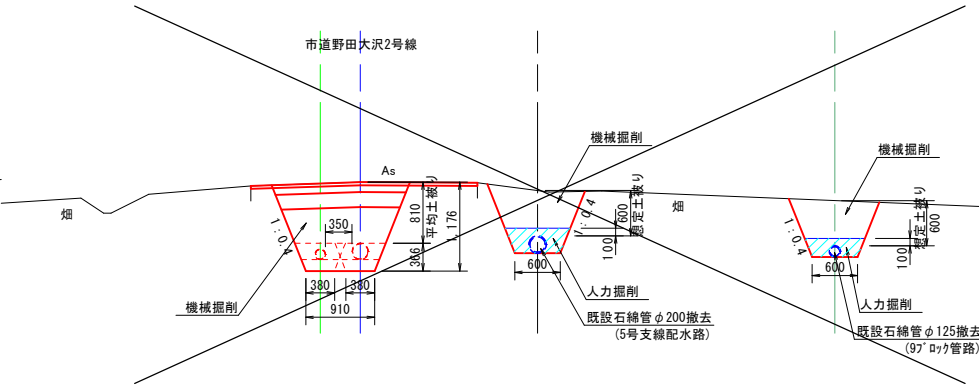 市道野田大沢2号線
機械掘削
機械掘削
As
畑
畑
1:0.4
350
810
平均土被り
366
1,176
380
380
910
機械掘削
1:0.4
600
想定土被り
100
600
人力掘削
既設石綿管φ200撤去
(5号支線配水路)
1:0.4
想定土被り
600
100
600
人力掘削
既設石綿管φ125撤去
(9ブロック管路)